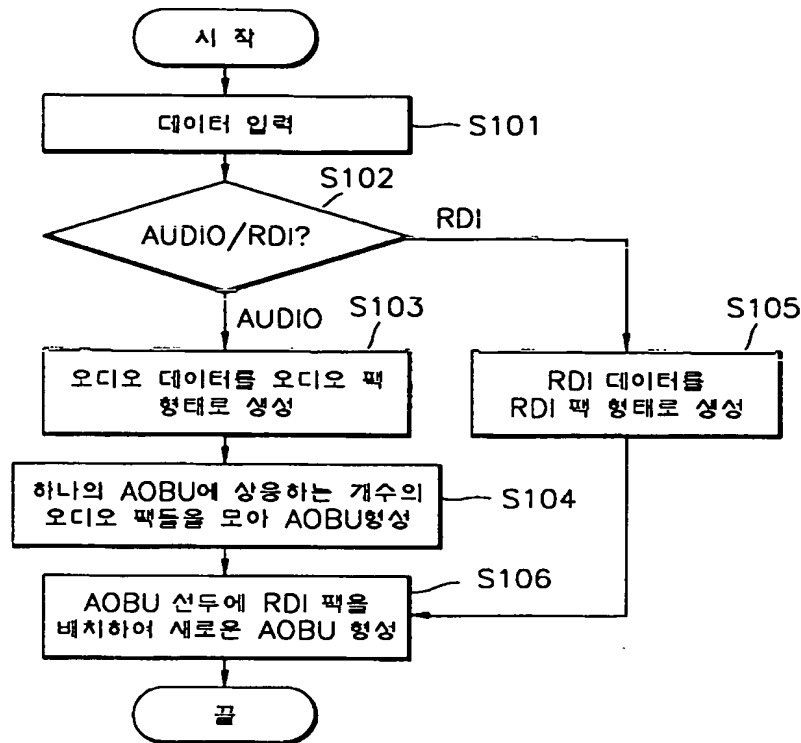 시 작
데이터 입력
S101
S102
AUDIO/RDI?
RDI
AUDIO
S103
오디오 데이터를 오디오 팩
형태로 생성
S105
RDI 데이터를
RDI 팩 형태로 생성
하나의 AOBU에 상응하는 개수의
오디오 팩들을 모아 AOBU형성
S104
S106
AOBU 선두에 RDI 팩을
배치하여 새로운 AOBU 형성
끝